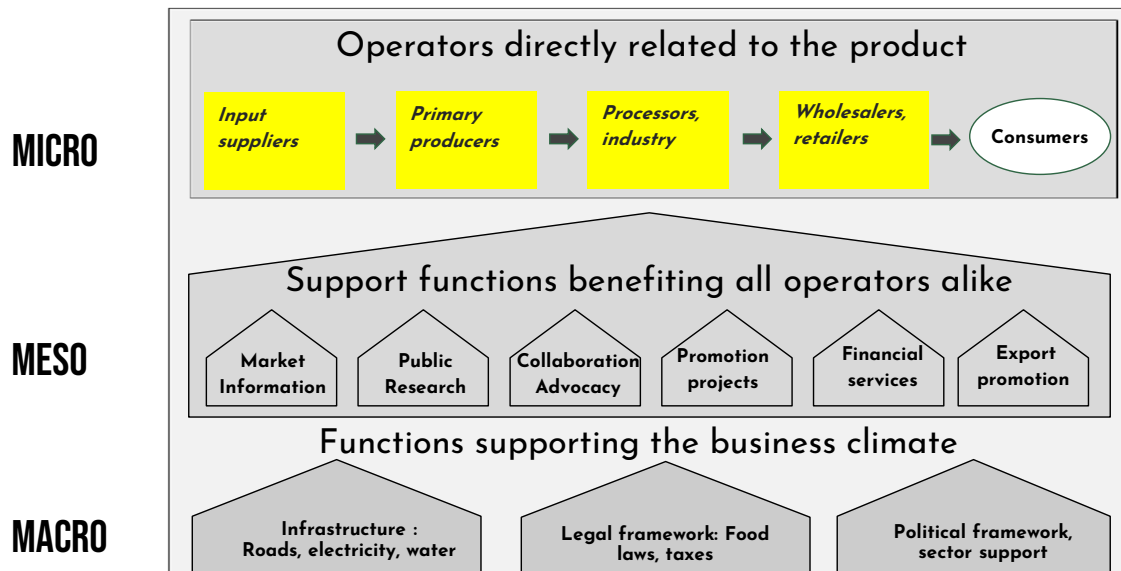 Operators directly related to the product
MICRO
Input
suppliers
Primary
producers
Processors,
industry
Wholesalers,
retailers
Consumers
Support functions benefiting all operators alike
MESO
Market
Information
Public
Research
Collaboration
Advocacy
Promotion
projects
Financial
services
Export
promotion
Functions supporting the business climate
MACRO
Infrastructure :
Roads, electricity, water
Legal framework: Food
laws, taxes
Political framework,
sector support